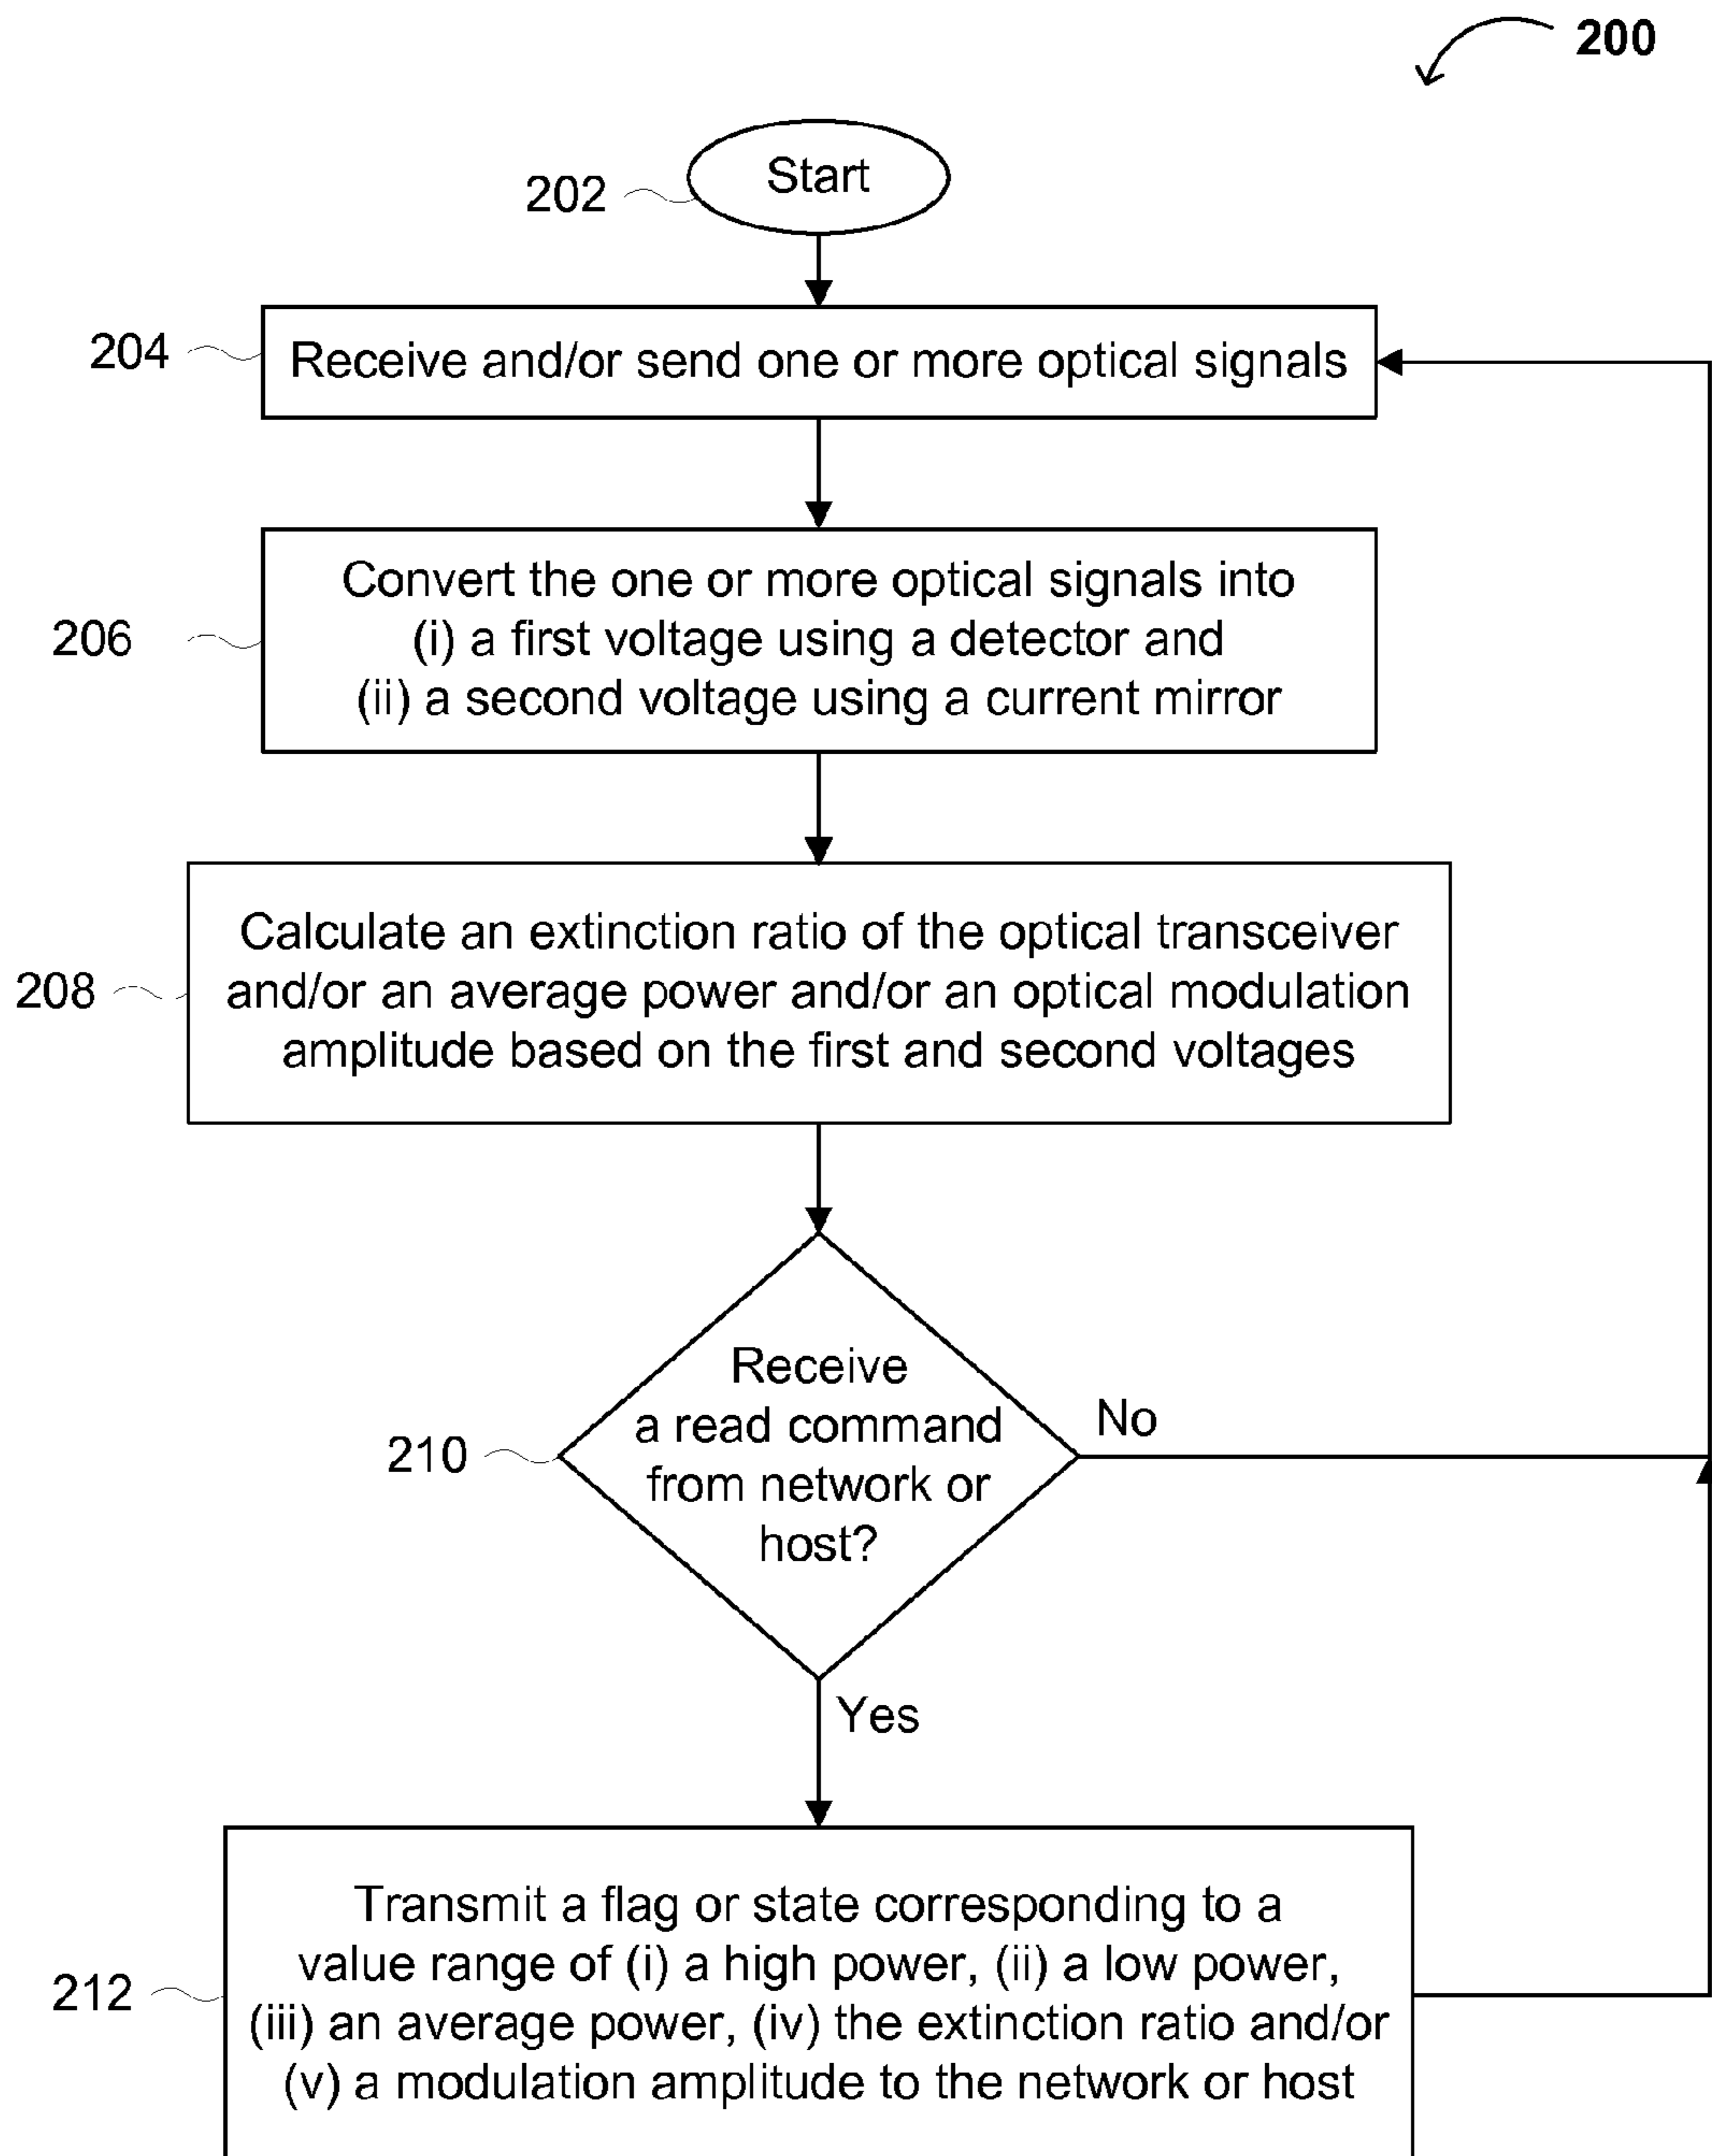 200
Start
202
204
Receive and/or send one or more optical signals
Convert the one or more optical signals into
206
(i) a first voltage using a detector and
(ii) a second voltage using a current mirror
Calculate an extinction ratio of the optical transceiver
208
and/or an average power and/or an optical modulation
amplitude based on the first and second voltages
Receive
a read command
No
210
from network or
host?
Yes
Transmit a flag or state corresponding to a
value range of (i) a high power, (ii) a low power,
212
(iii) an average power, (iv) the extinction ratio and/or
(v) a modulation amplitude to the network or host